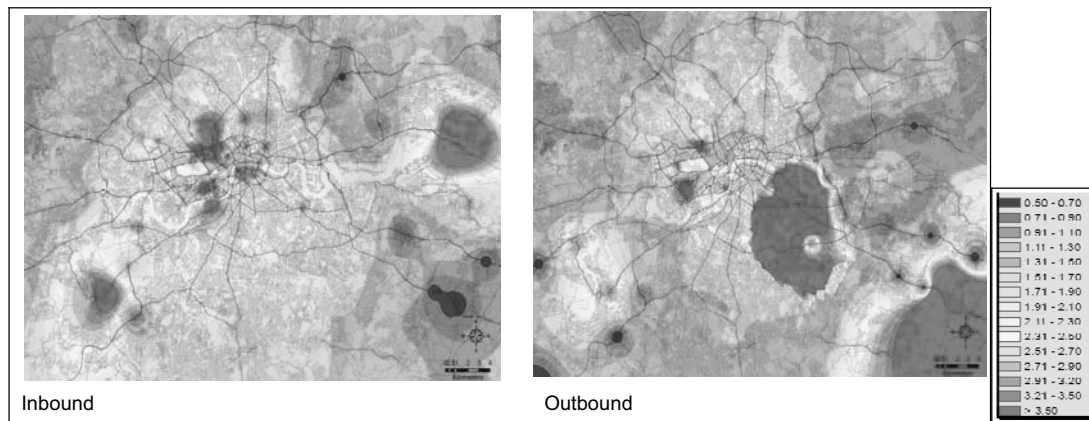 Inbound
Outbound
0.50 - 0.70
0.71 - 0.90
0.91 - 1.10
1.11 - 1.30
1.31 - 1.50
1.51 - 1.70
1.71 - 1.90
1.91 - 2.10
2.11 - 2.30
2.31 - 2.50
2.51 - 2.70
2.71 - 2.90
2.91 - 3.20
3.21 - 3.50
> 3.50